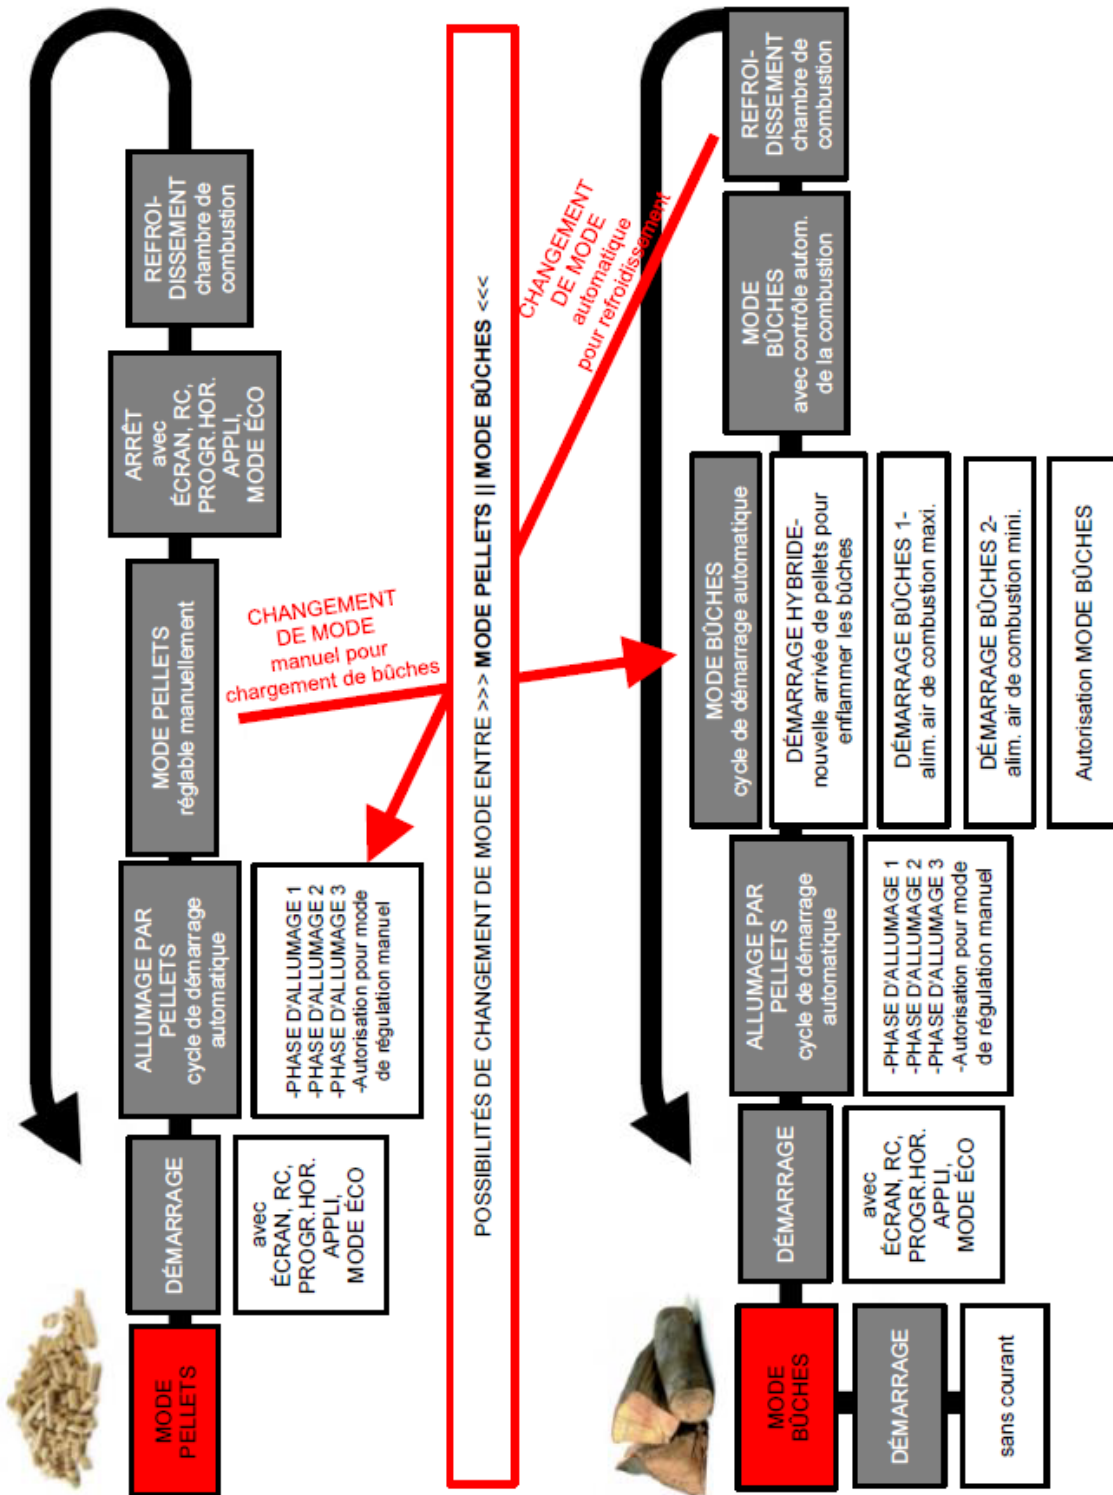 MODE
PELLETS
DÉMARRAGE
avec
ÉCRAN, RC,
PROGR.HOR.
APPLI,
MODE ÉCO
ALLUMAGE PAR
PELLETS
cycle de démarrage
automatique
-PHASE D'ALLUMAGE 1
-PHASE D'ALLUMAGE 2
-PHASE D'ALLUMAGE 3
-Autorisation pour mode
de régulation manuel
MODE PELLETS
réglable manuellement
ARRÊT
avec
ÉCRAN, RC,
PROGR.HOR.
APPLI,
MODE ÉCO
REFROI-
DISSEMENT
chambre de
combustion
CHANGEMENT
DE MODE
manuel pour
chargement de bûches
POSSIBILITÉS DE CHANGEMENT DE MODE ENTRE >>> MODE PELLETS || MODE BÛCHES <<<
CHANGEMENT
DE MODE
automatique
pour refroidissement
MODE
BÛCHES
DÉMARRAGE
sans courant
DÉMARRAGE
avec
ÉCRAN, RC,
PROGR.HOR.
APPLI,
MODE ÉCO
ALLUMAGE PAR
PELLETS
cycle de démarrage
automatique
-PHASE D'ALLUMAGE 1
-PHASE D'ALLUMAGE 2
-PHASE D'ALLUMAGE 3
-Autorisation pour mode
de régulation manuel
MODE BÛCHES
cycle de démarrage automatique
DÉMARRAGE HYBRIDE-
nouvelle arrivée de pellets pour
enflammer les bûches
DÉMARRAGE BÛCHES 1-
alim. air de combustion maxi.
DÉMARRAGE BÛCHES 2-
alim. air de combustion mini.
Autorisation MODE BÛCHES
MODE
BÛCHES
avec contrôle autom.
de la combustion
REFROI-
DISSEMENT
chambre de
combustion